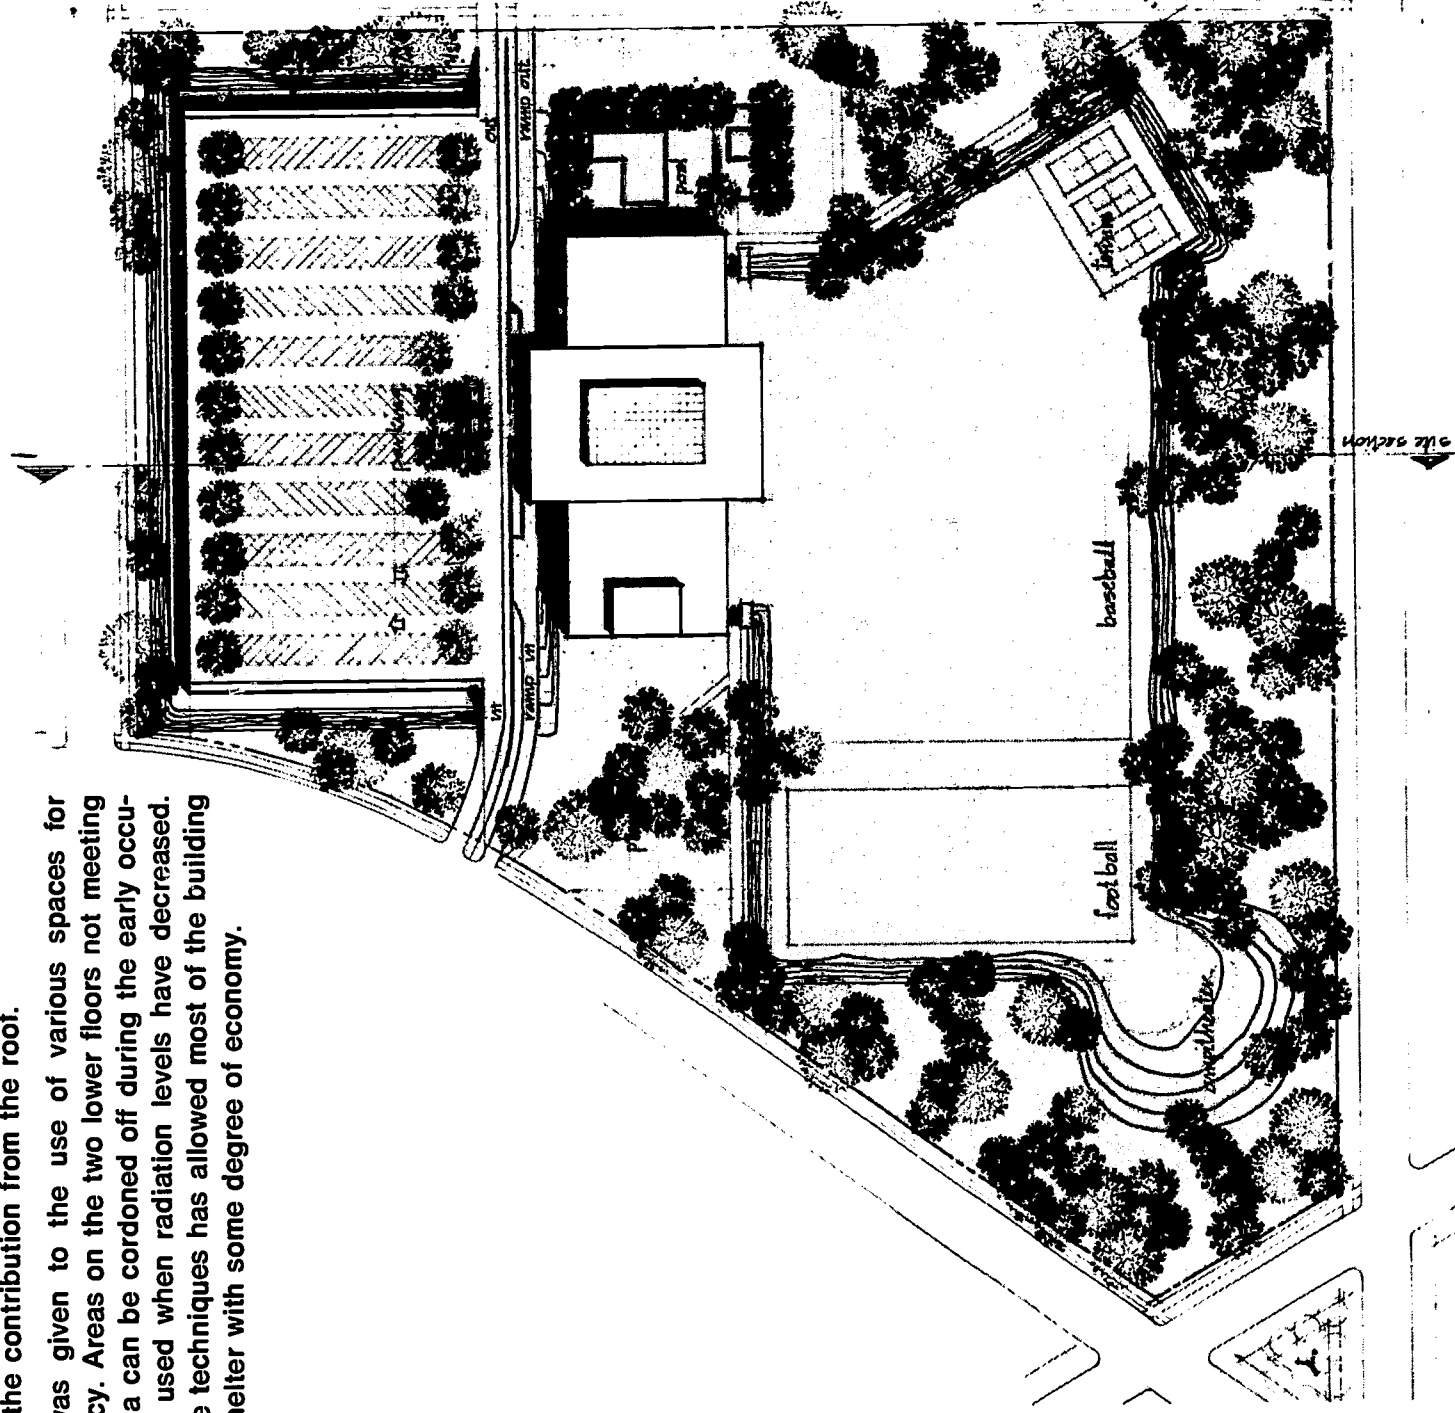 the contribution from the roof.
was given to the use of various spaces for
cy. Areas on the two lower floors not meeting
a can be cordoned off during the early occu-
used when radiation levels have decreased.
e techniques has allowed most of the building
helter with some degree of economy.
out
ramp out
pool
tennis
parking
site section
in
ramp in
baseball
football
amphitheater